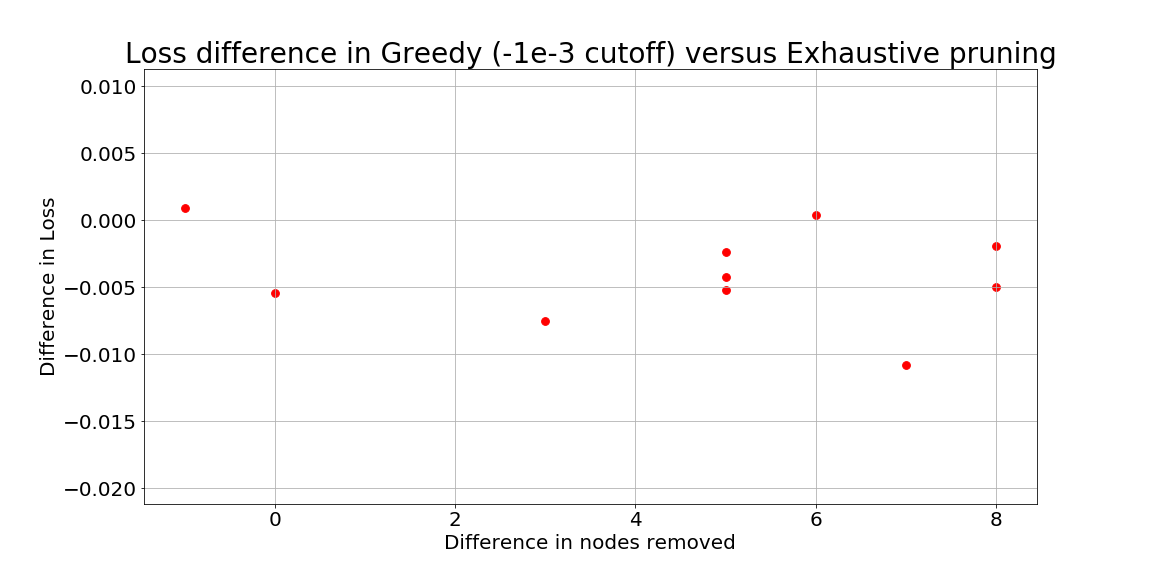 Loss difference in Greedy (-1e-3 cutoff) versus Exhaustive pruning
0.010
0.005
0.000
−0.005
−0.010
−0.015
−0.020
Difference in Loss
0 2 4 6 8
Difference in nodes removed